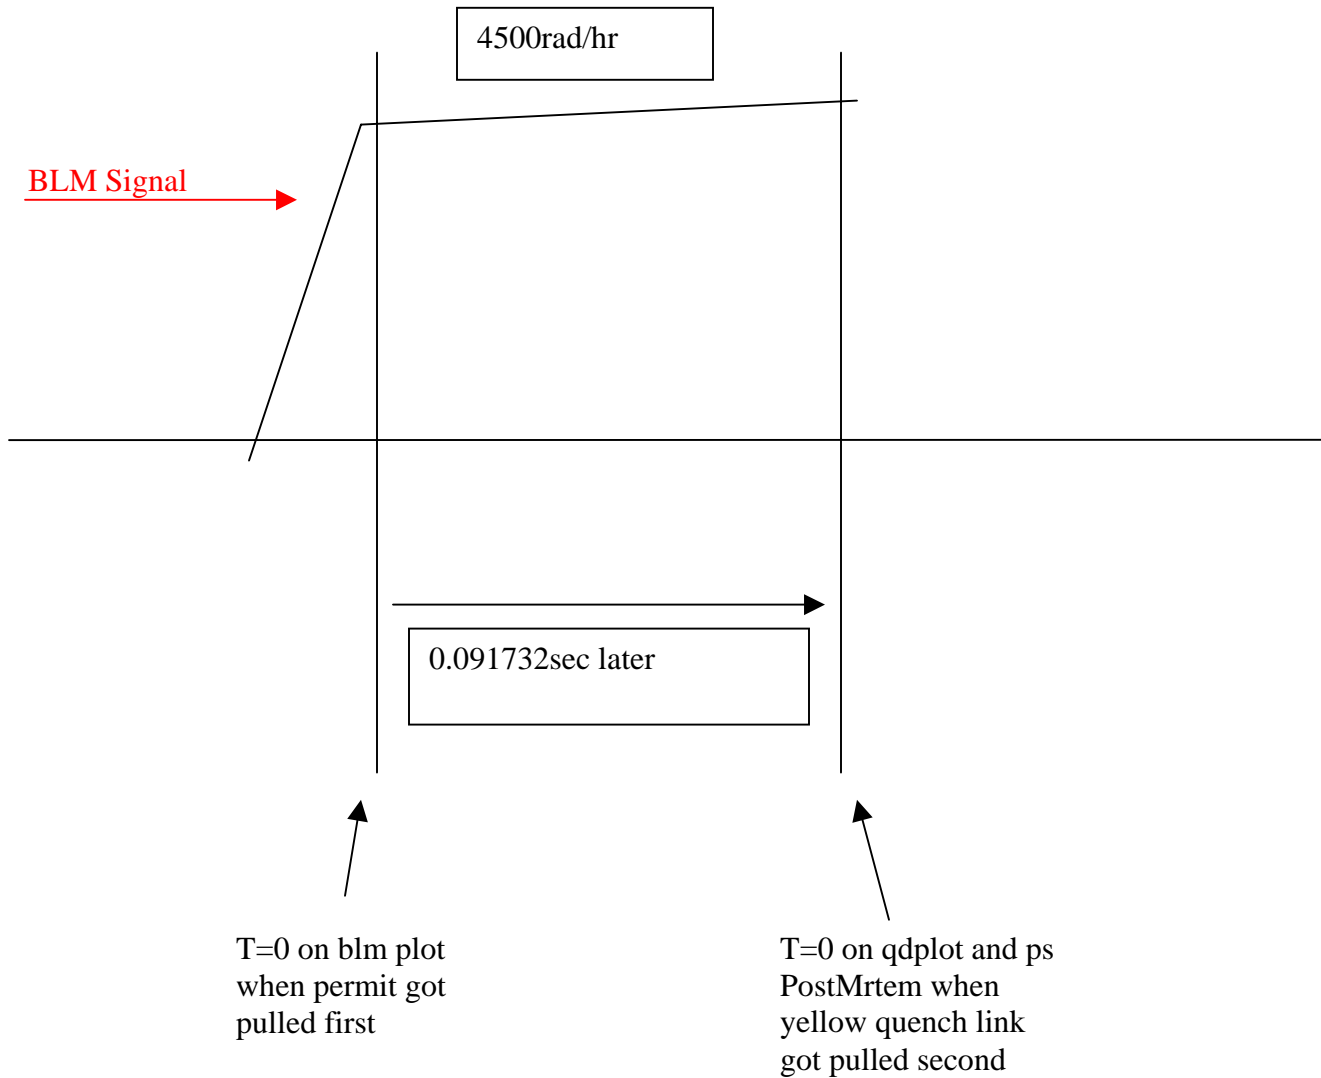 4500rad/hr
BLM Signal
0.091732sec later
T=0 on blm plot
when permit got
pulled first
T=0 on qdplot and ps
PostMrtem when
yellow quench link
got pulled second